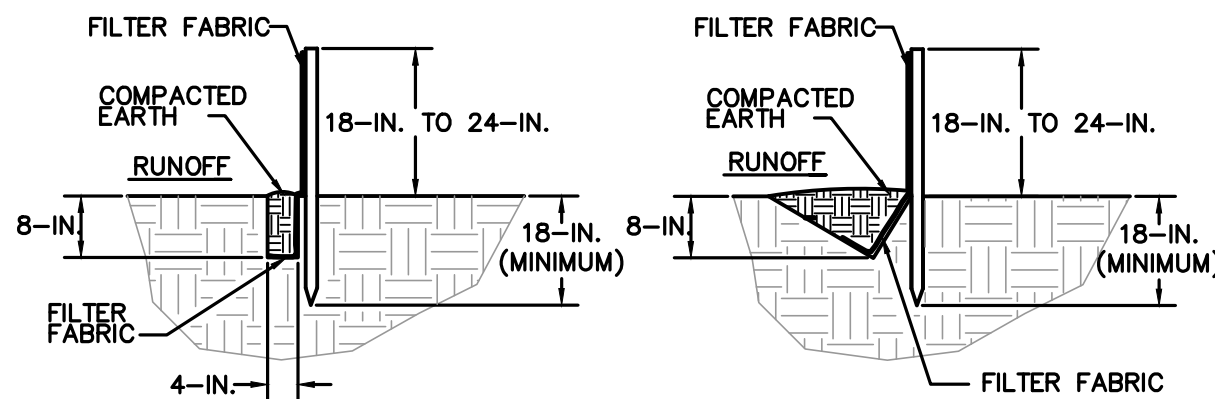 FILTER FABRIC
COMPACTED
EARTH
18-IN. TO 24-IN.
RUNOFF
8-IN.
18-IN.
(MINIMUM)
FILTER
FABRIC
4-IN.
FILTER FABRIC
COMPACTED
EARTH
18-IN. TO 24-IN.
RUNOFF
8-IN.
18-IN.
(MINIMUM)
FILTER FABRIC